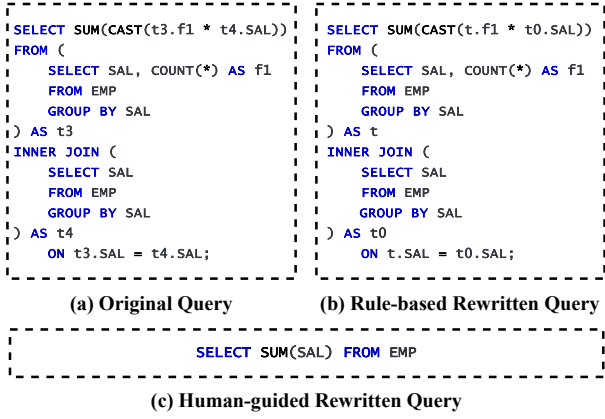 SELECT SUM(CAST(t3.f1 * t4.SAL))
FROM (
SELECT SAL, COUNT(*) AS f1
FROM EMP
GROUP BY SAL
) AS t3
INNER JOIN (
SELECT SAL
FROM EMP
GROUP BY SAL
) AS t4
ON t3.SAL = t4.SAL;
(a) Original Query
SELECT SUM(CAST(t.f1 * t0.SAL))
FROM (
SELECT SAL, COUNT(*) AS f1
FROM EMP
GROUP BY SAL
) AS t
INNER JOIN (
SELECT SAL
FROM EMP
GROUP BY SAL
) AS t0
ON t.SAL = t0.SAL;
(b) Rule-based Rewritten Query
SELECT SUM(SAL) FROM EMP
(c) Human-guided Rewritten Query